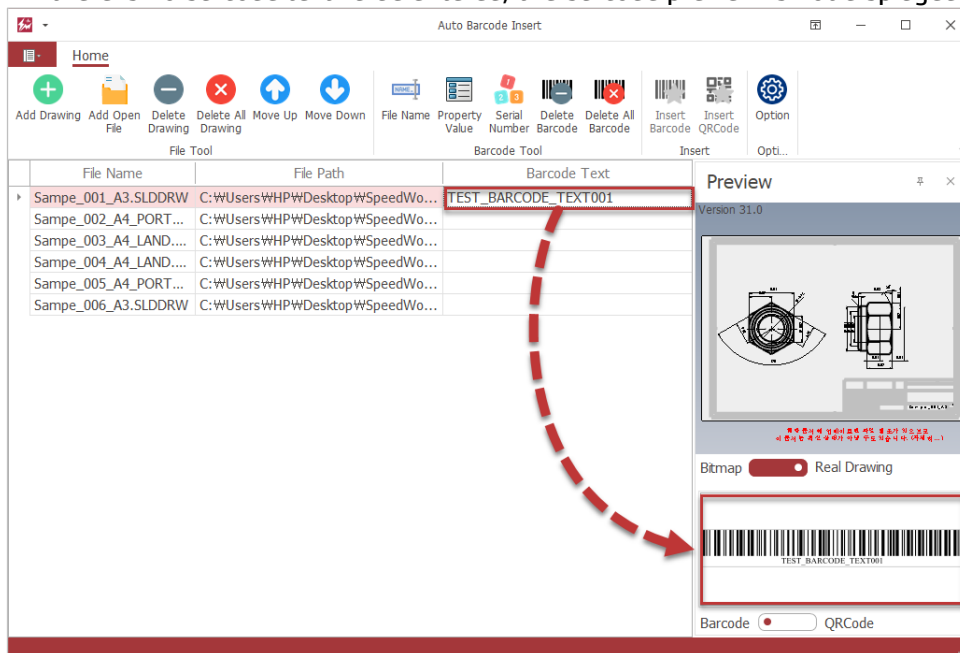 Auto Barcode Insert
Home
Add Drawing
Add Open File
Delete Drawing
Delete All Drawing
Move Up
Move Down
File Name
Property Value
Serial Number
Delete Barcode
Delete All Barcode
Insert Barcode
Insert QRCode
Option
File Tool
Barcode Tool
Insert
Opti...
File Name File Path Barcode Text
Sampe_001_A3.SLDDRW C:₩Users₩HP₩Desktop₩SpeedWo... TEST_BARCODE_TEXT001
Sampe_002_A4_PORT... C:₩Users₩HP₩Desktop₩SpeedWo...
Sampe_003_A4_LAND.... C:₩Users₩HP₩Desktop₩SpeedWo...
Sampe_004_A4_LAND.... C:₩Users₩HP₩Desktop₩SpeedWo...
Sampe_005_A4_PORT... C:₩Users₩HP₩Desktop₩SpeedWo...
Sampe_006_A3.SLDDRW C:₩Users₩HP₩Desktop₩SpeedWo...
Preview
Version 31.0
Bitmap Real Drawing
TEST_BARCODE_TEXT001
Barcode QRCode